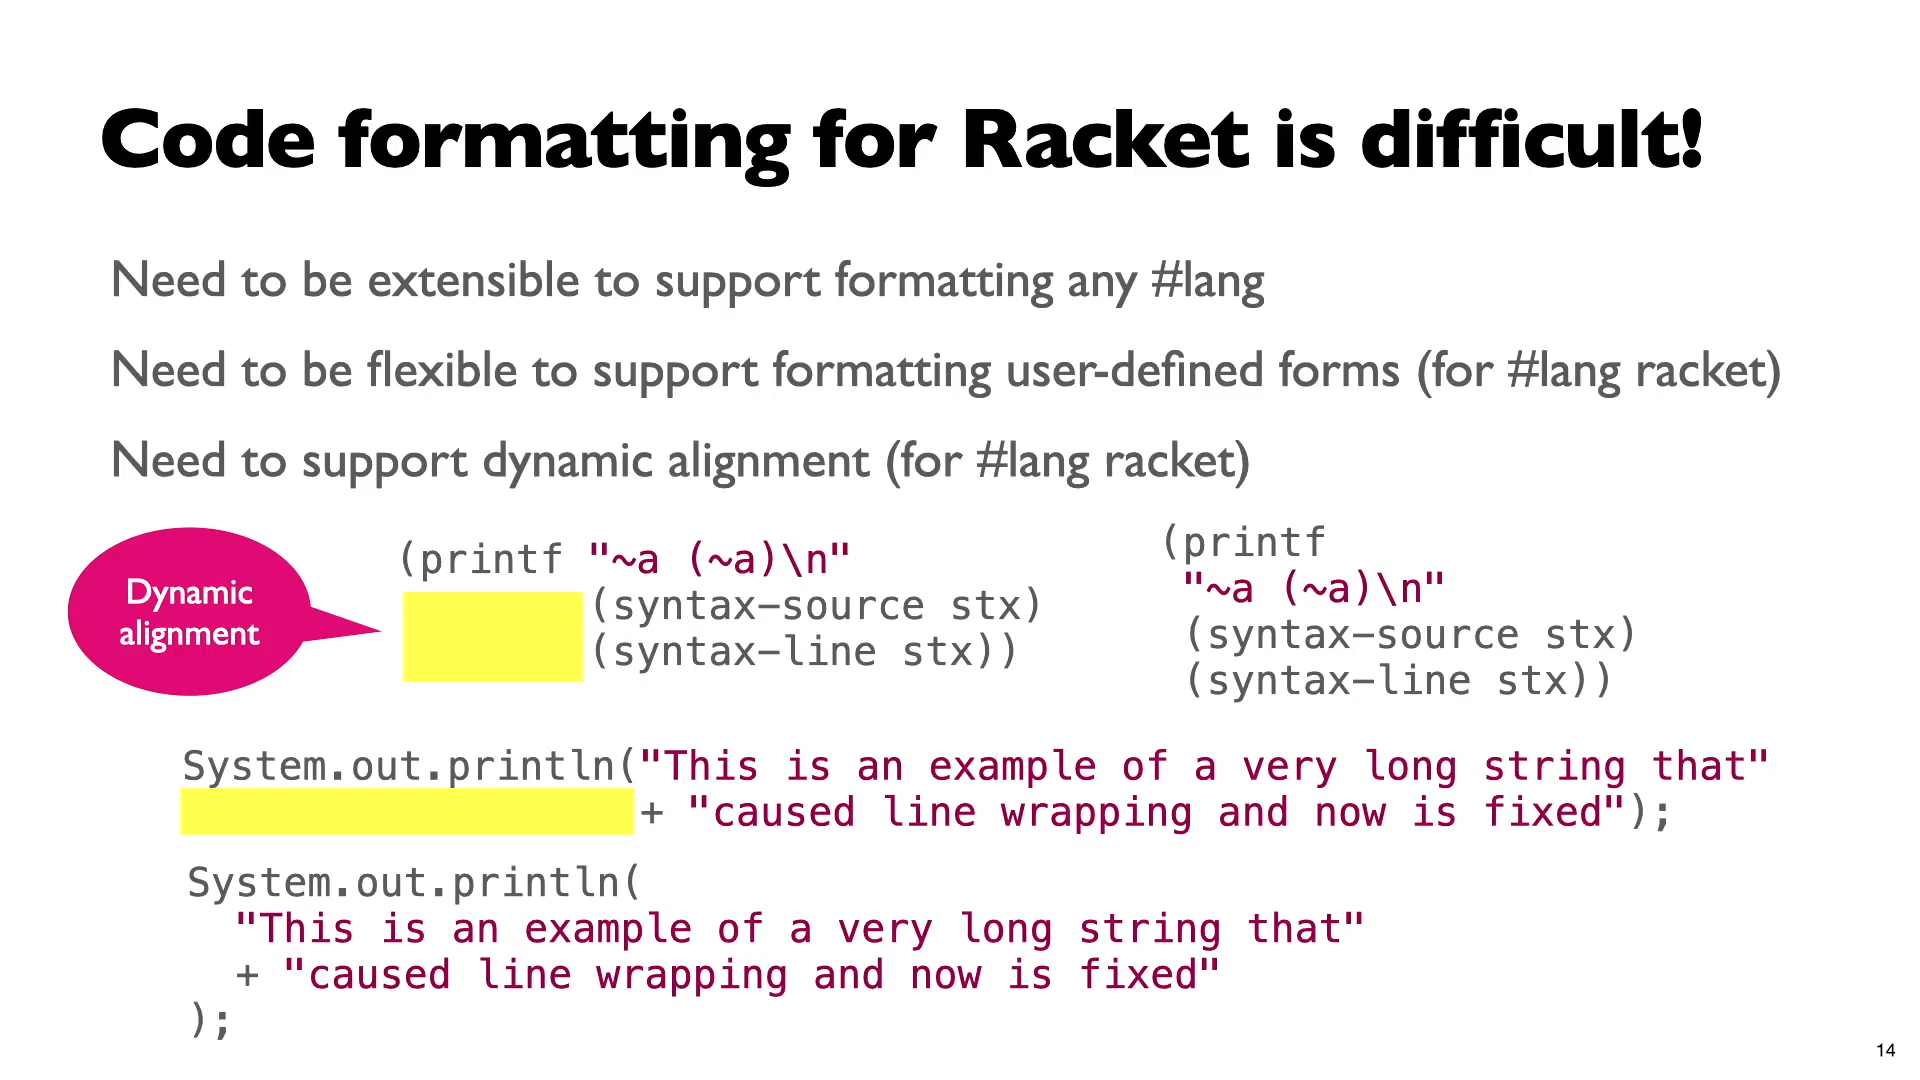 Code formatting for Racket is difficult!
Need to be extensible to support formatting any #lang
Need to be flexible to support formatting user-defined forms (for #lang racket)
Need to support dynamic alignment (for #lang racket)
Dynamic
alignment
(printf "~a (~a)\n"
(syntax-source stx)
(syntax-line stx))
(printf
"~a (~a)\n"
(syntax-source stx)
(syntax-line stx))
System.out.println("This is an example of a very long string that"
+ "caused line wrapping and now is fixed");
System.out.println(
"This is an example of a very long string that"
+ "caused line wrapping and now is fixed"
);
14